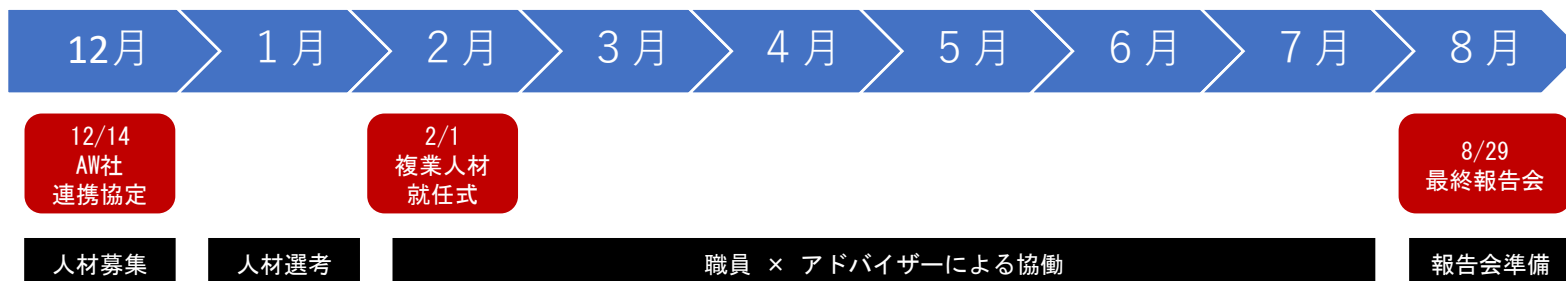 12月
１月
２月
３月
４月
５月
６月
７月
８月
12/14
AW社
連携協定
2/1
複業人材
就任式
8/29
最終報告会
人材募集
人材選考
職員 × アドバイザーによる協働
報告会準備